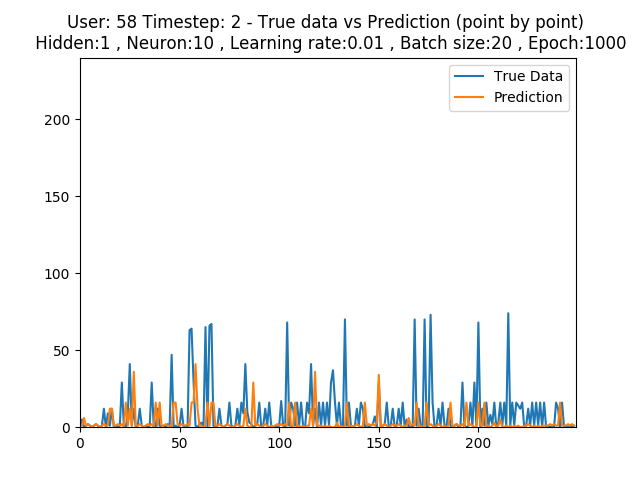 User: 58 Timestep: 2 - True data vs Prediction (point by point)
Hidden:1 , Neuron:10 , Learning rate:0.01 , Batch size:20 , Epoch:1000
True Data
Prediction
200
150
100
50
0
0 50 100 150 200